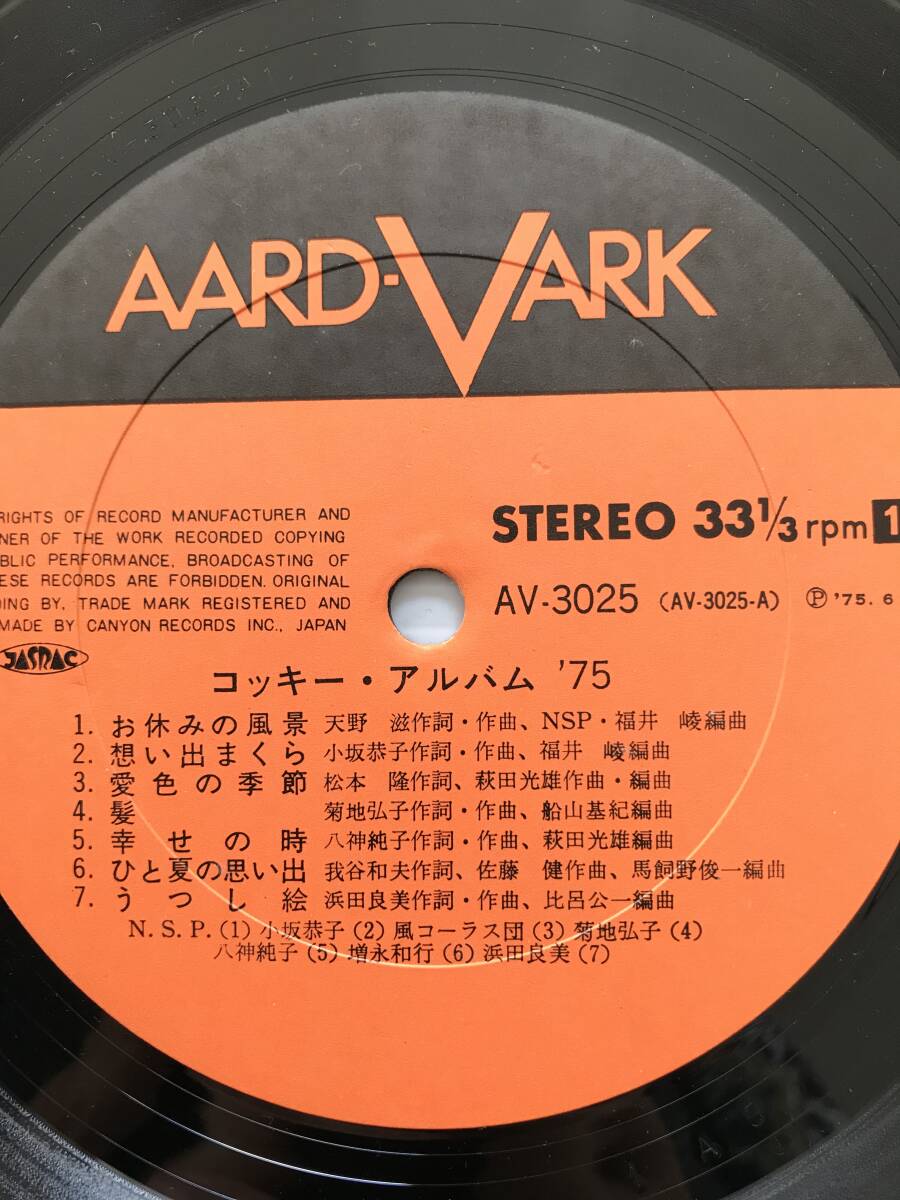 AARD-VARK
RIGHTS OF RECORD MANUFACTURER AND
NER OF THE WORK RECORDED COPYING
BLIC PERFORMANCE, BROADCASTING OF
ESE RECORDS ARE FORBIDDEN. ORIGINAL
DING BY, TRADE MARK REGISTERED AND
MADE BY CANYON RECORDS INC., JAPAN
JASRAC
STEREO 33 1/3 rpm 1
AV-3025 (AV-3025-A) Ⓟ '75. 6
コッキー・アルバム '75
1. お休みの風景 天野 滋作詞・作曲、NSP・福井 崚編曲
2. 想い出まくら 小坂恭子作詞・作曲、福井 崚編曲
3. 愛色の季節 松本 隆作詞、萩田光雄作曲・編曲
4. 髪 菊地弘子作詞・作曲、船山基紀編曲
5. 幸せの時 八神純子作詞・作曲、萩田光雄編曲
6. ひと夏の思い出 我谷和夫作詞、佐藤 健作曲、馬飼野俊一編曲
7. うつし絵 浜田良美作詞・作曲、比呂公一編曲
N. S. P. (1) 小坂恭子 (2) 風コーラス団 (3) 菊地弘子 (4)
八神純子 (5) 増永和行 (6) 浜田良美 (7)